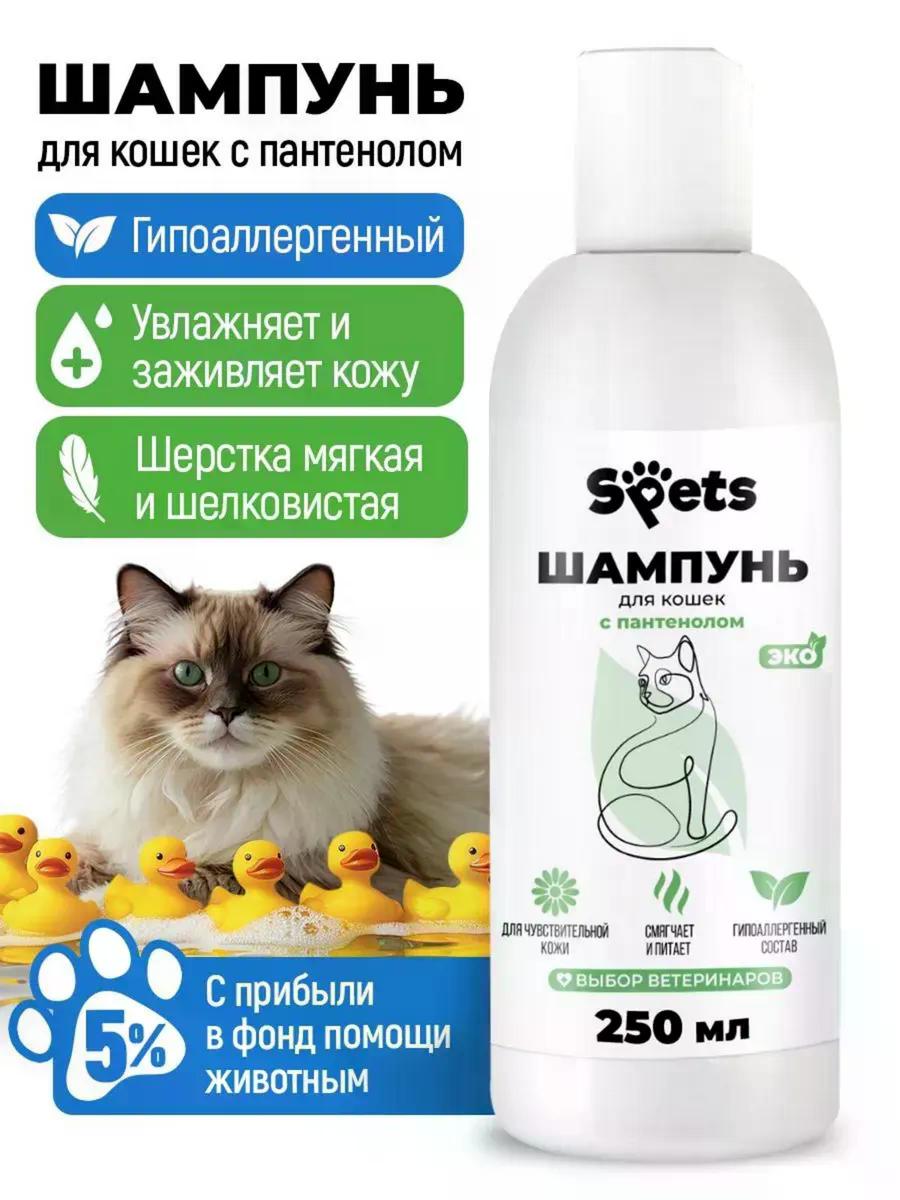 ШАМПУНЬ
для кошек с пантенолом
Гипоаллергенный
Увлажняет и
заживляет кожу
Шерстка мягкая
и шелковистая
5%
С прибыли
в фонд помощи
животным
Spets
ШАМПУНЬ
для кошек
с пантенолом
ЭКО
ДЛЯ ЧУВСТВИТЕЛЬНОЙ
КОЖИ
СМЯГЧАЕТ
И ПИТАЕТ
ГИПОАЛЛЕРГЕННЫЙ
СОСТАВ
ВЫБОР ВЕТЕРИНАРОВ
250 мл